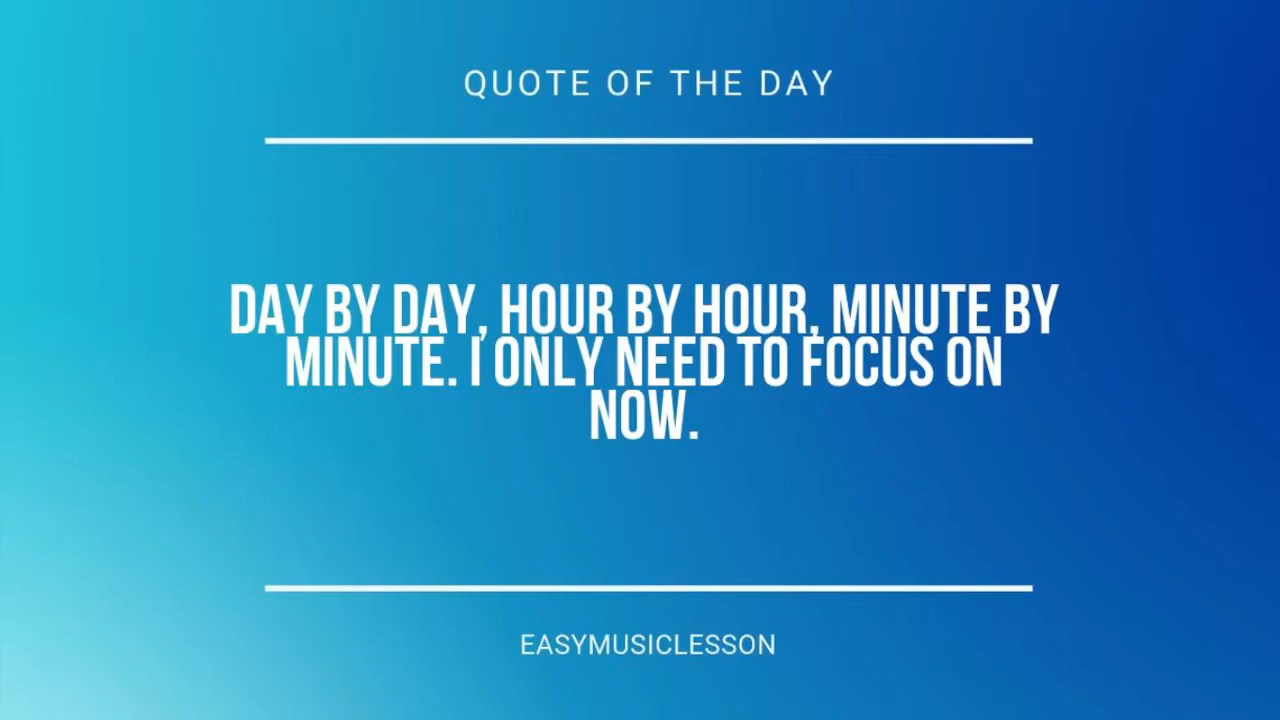 QUOTE OF THE DAY
DAY BY DAY, HOUR BY HOUR, MINUTE BY
MINUTE. I ONLY NEED TO FOCUS ON
NOW.
EASYMUSICLESSON